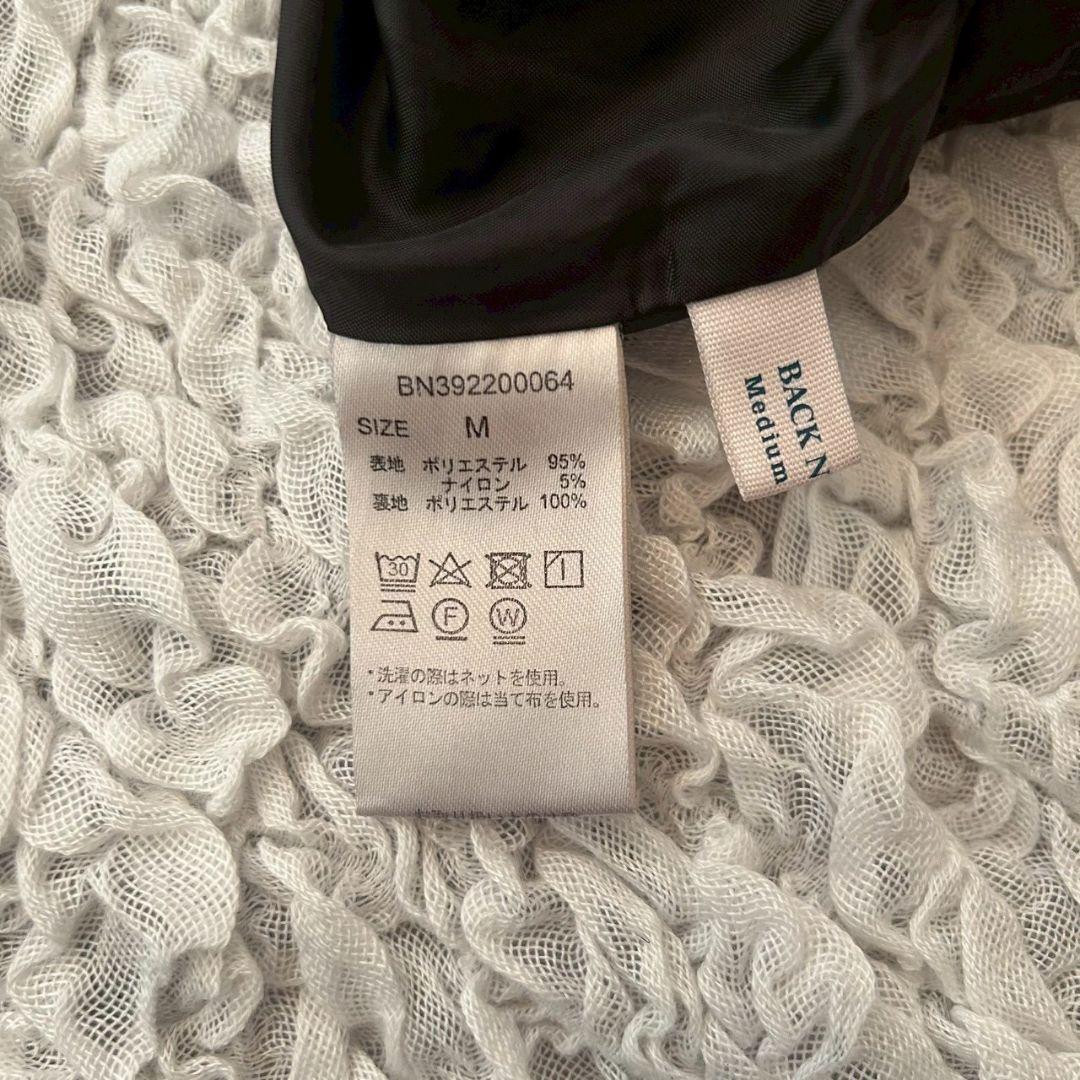 BN392200064
SIZE M
表地 ポリエステル 95%
ナイロン 5%
裏地 ポリエステル 100%
30
F W
*洗濯の際はネットを使用。
*アイロンの際は当て布を使用。
BACK N
Medium